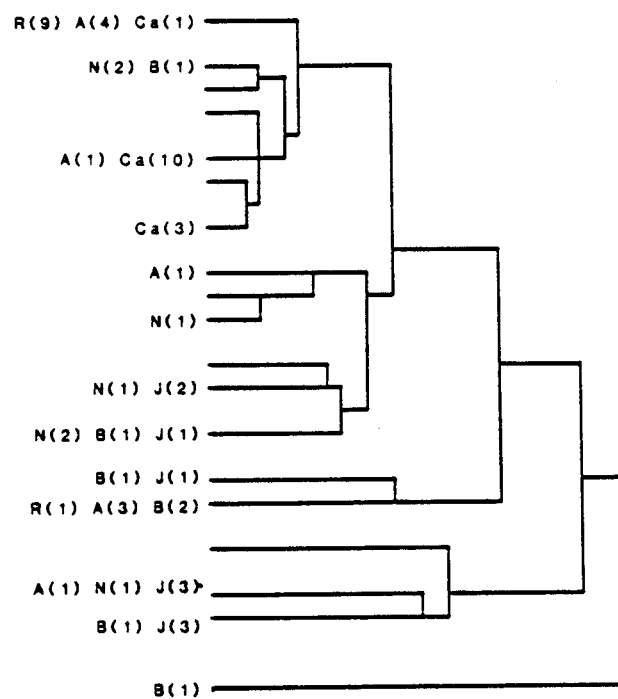 R(9) A(4) Ca(1)
N(2) B(1)
A(1) Ca(10)
Ca(3)
A(1)
N(1)
N(1) J(2)
N(2) B(1) J(1)
B(1) J(1)
R(1) A(3) B(2)
A(1) N(1) J(3)
B(1) J(3)
B(1)